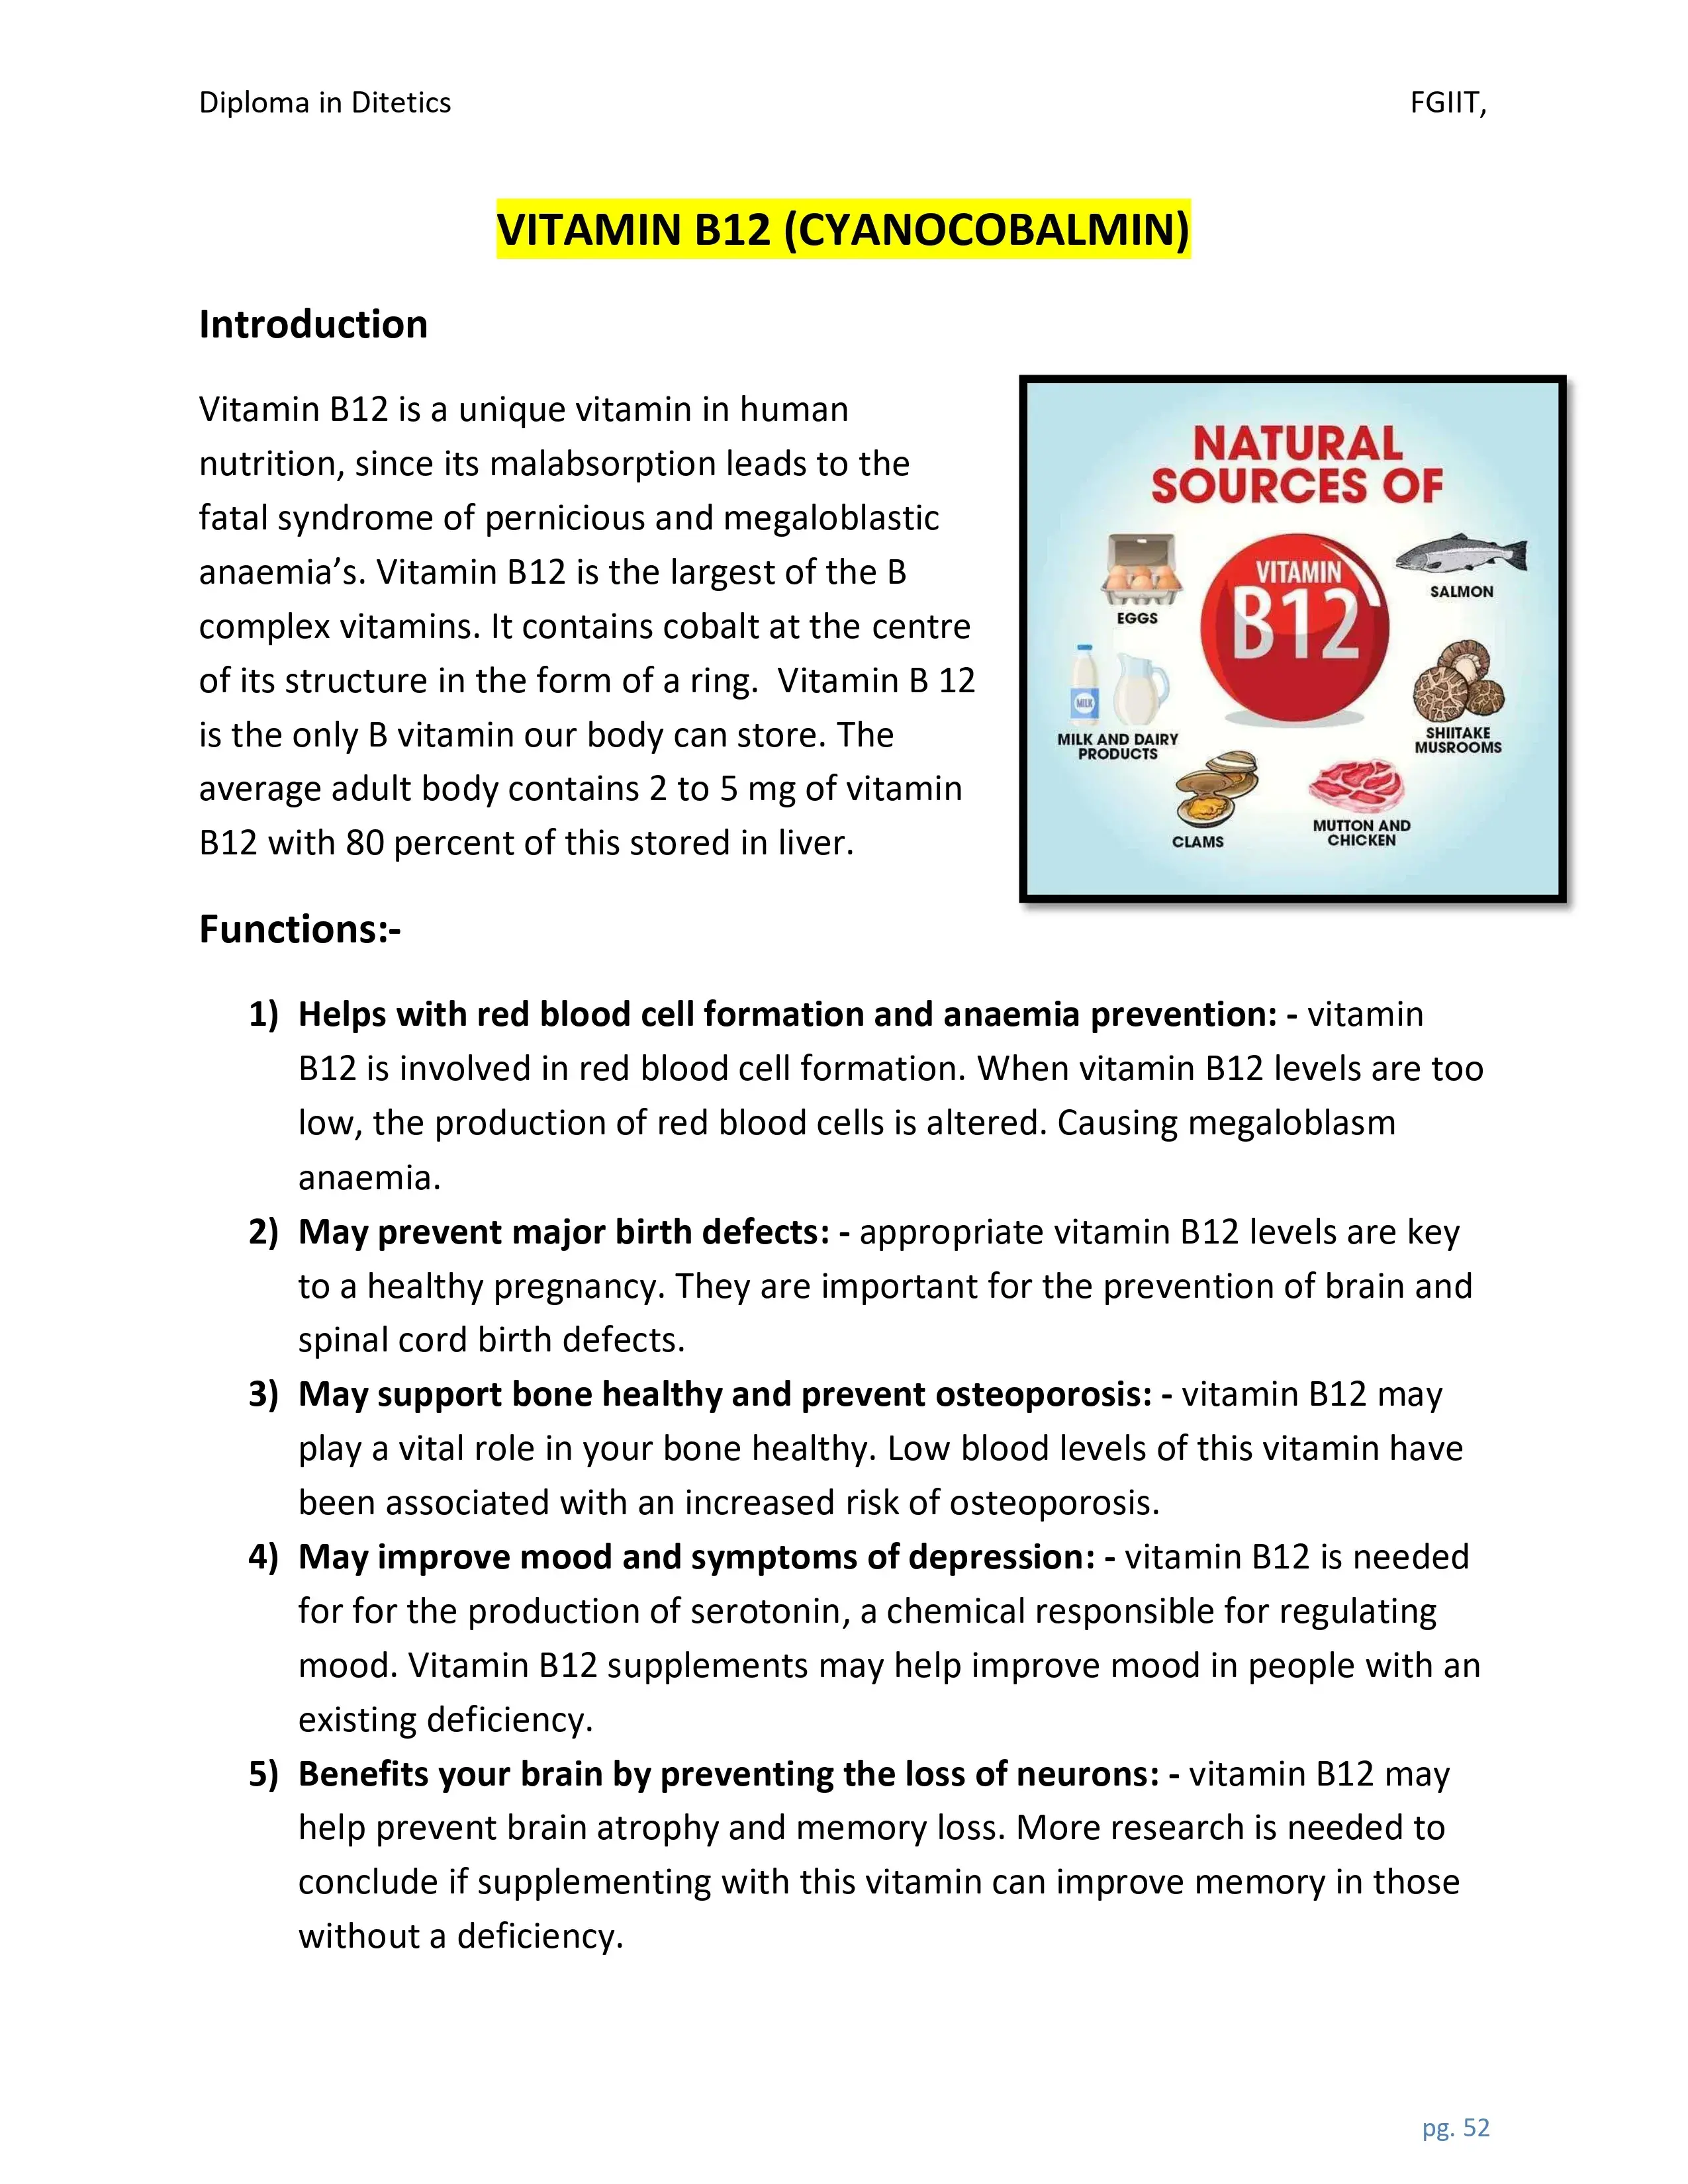 Diploma in Ditetics FGIIT,
VITAMIN B12 (CYANOCOBALMIN)
Introduction
Vitamin B12 is a unique vitamin in human
nutrition, since its malabsorption leads to the
fatal syndrome of pernicious and megaloblastic
anaemia’s. Vitamin B12 is the largest of the B
complex vitamins. It contains cobalt at the centre
of its structure in the form of a ring.  Vitamin B 12
is the only B vitamin our body can store. The
average adult body contains 2 to 5 mg of vitamin
B12 with 80 percent of this stored in liver.
NATURAL
SOURCES OF
VITAMIN
B12
EGGS
SALMON
MILK
MILK AND DAIRY
PRODUCTS
SHIITAKE
MUSROOMS
CLAMS
MUTTON AND
CHICKEN
Functions:-
1) Helps with red blood cell formation and anaemia prevention: - vitamin
B12 is involved in red blood cell formation. When vitamin B12 levels are too
low, the production of red blood cells is altered. Causing megaloblasm
anaemia.
2) May prevent major birth defects: - appropriate vitamin B12 levels are key
to a healthy pregnancy. They are important for the prevention of brain and
spinal cord birth defects.
3) May support bone healthy and prevent osteoporosis: - vitamin B12 may
play a vital role in your bone healthy. Low blood levels of this vitamin have
been associated with an increased risk of osteoporosis.
4) May improve mood and symptoms of depression: - vitamin B12 is needed
for for the production of serotonin, a chemical responsible for regulating
mood. Vitamin B12 supplements may help improve mood in people with an
existing deficiency.
5) Benefits your brain by preventing the loss of neurons: - vitamin B12 may
help prevent brain atrophy and memory loss. More research is needed to
conclude if supplementing with this vitamin can improve memory in those
without a deficiency.
pg. 52